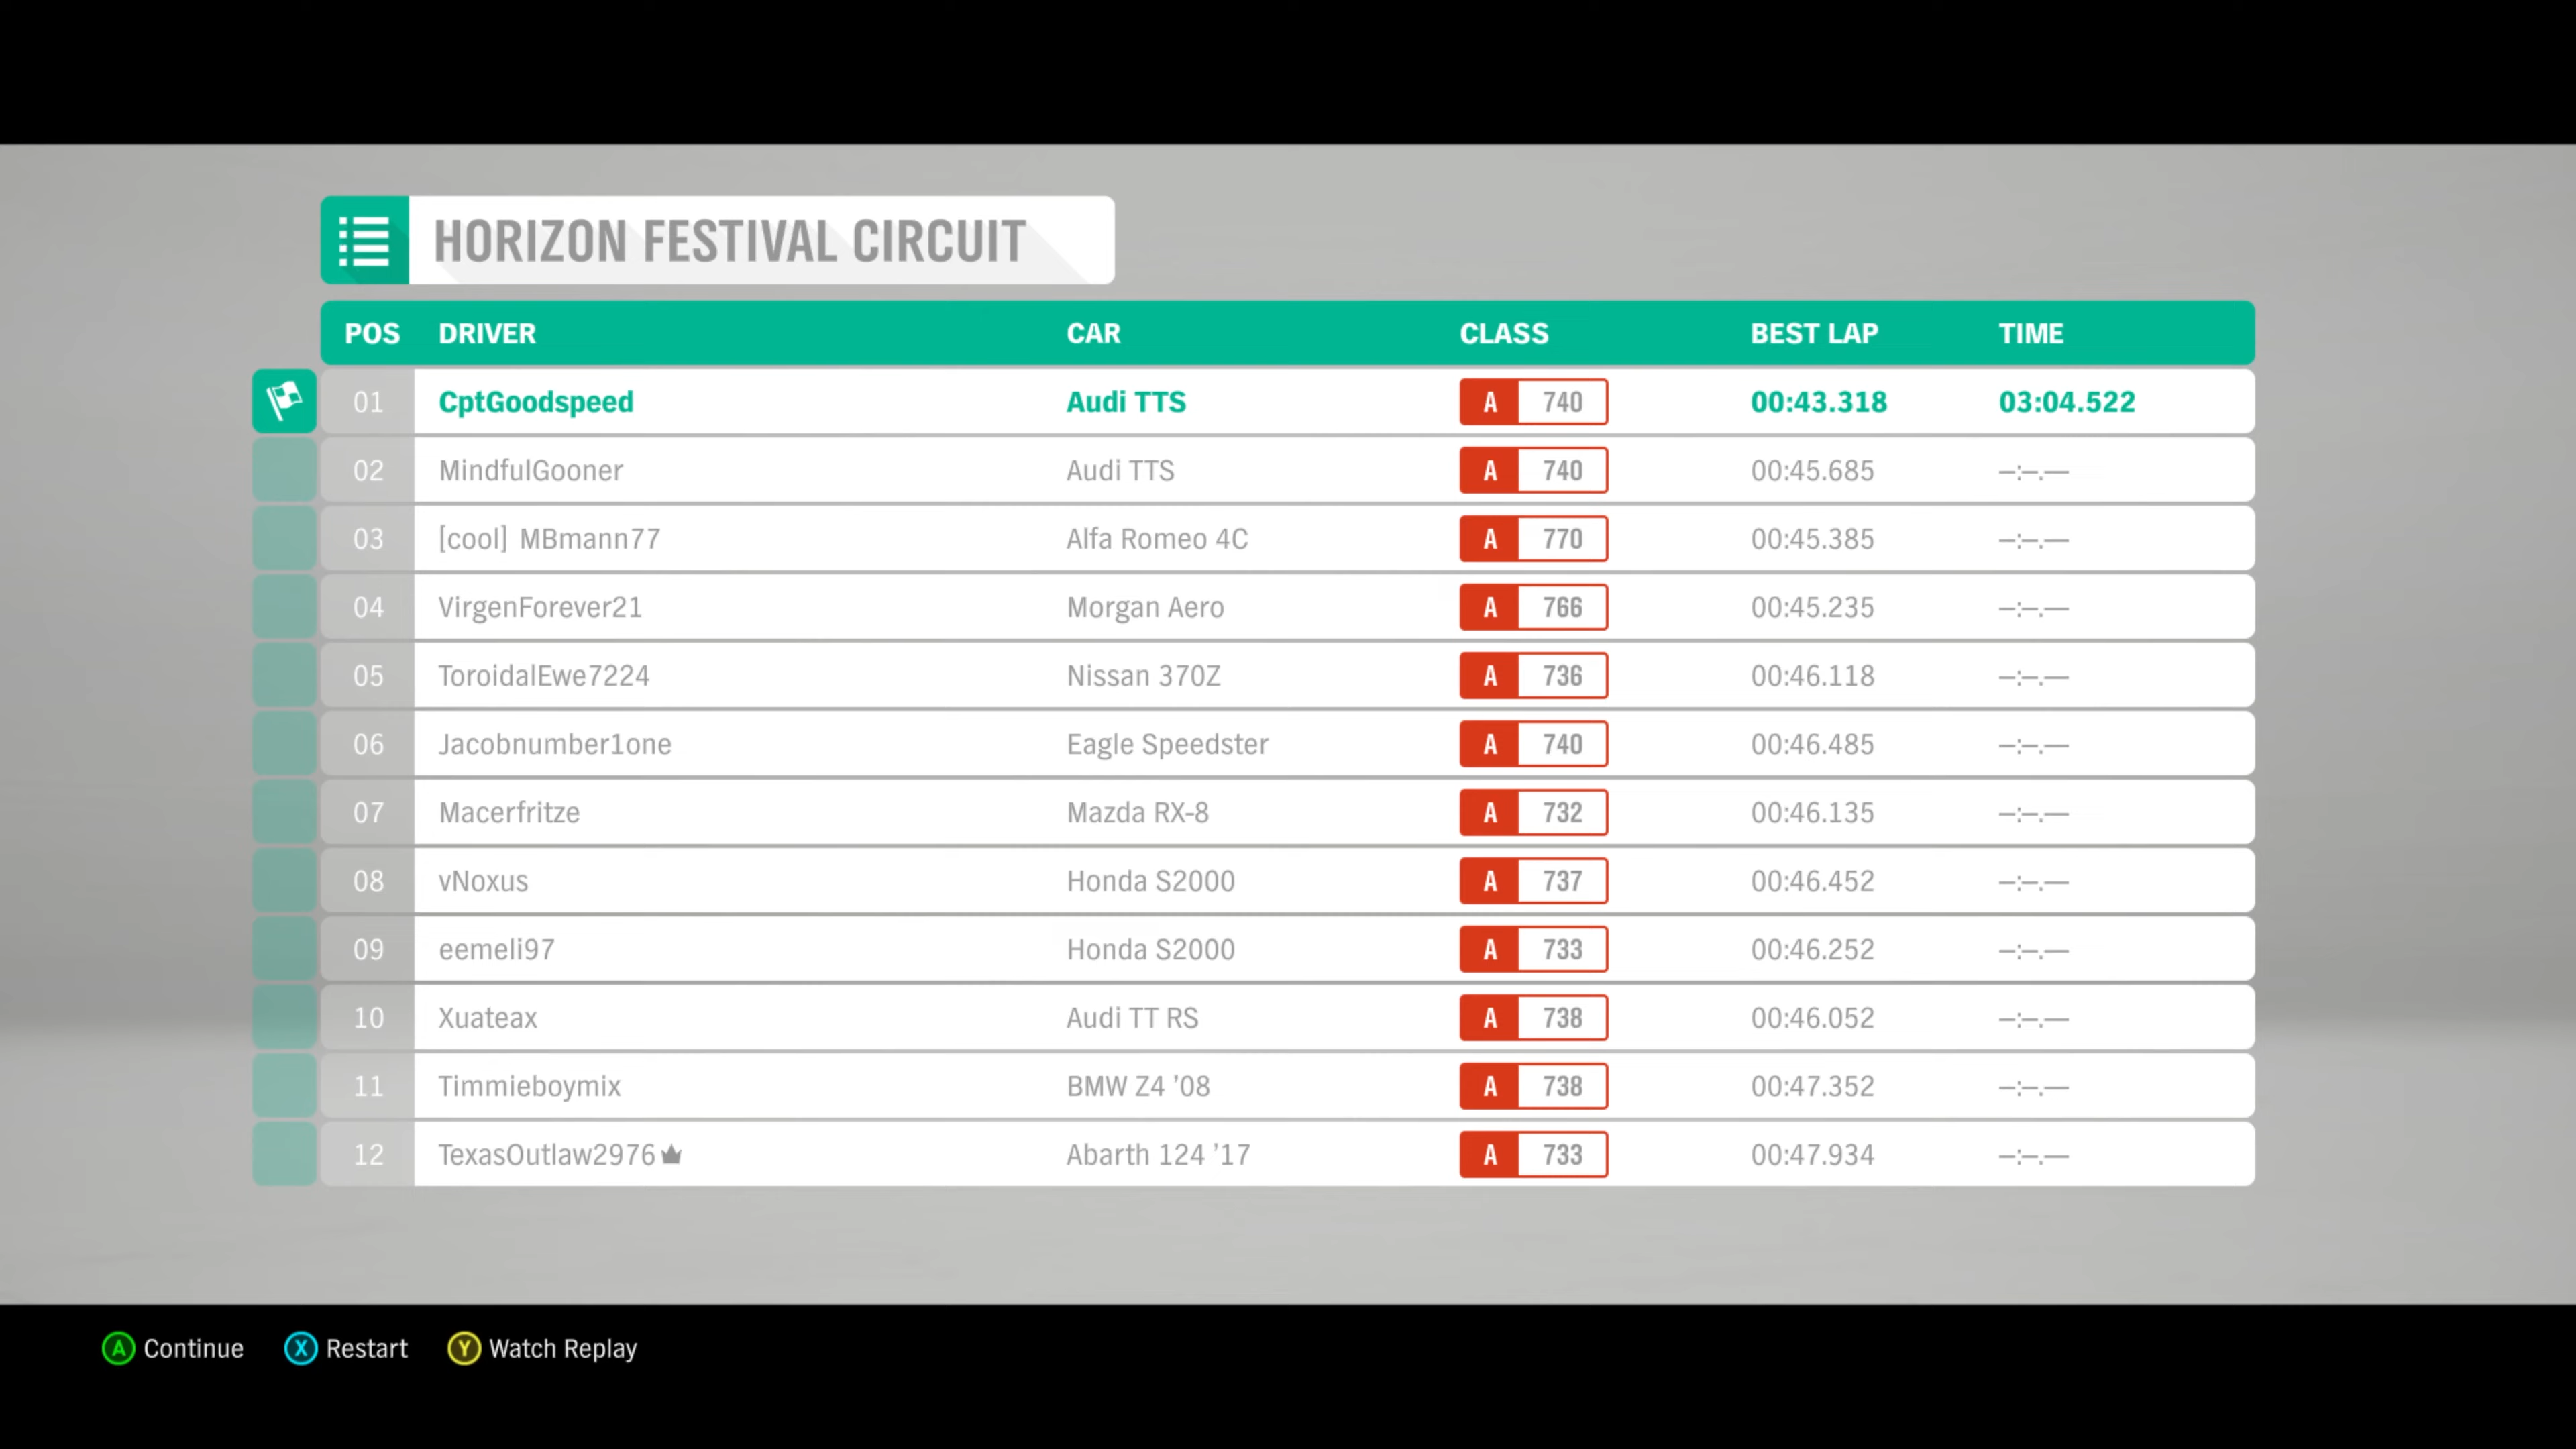 HORIZON FESTIVAL CIRCUIT
POS DRIVER CAR CLASS BEST LAP TIME
01 CptGoodspeed Audi TTS A 740 00:43.318 03:04.522
02 MindfulGooner Audi TTS A 740 00:45.685 –:–.—
03 [cool] MBmann77 Alfa Romeo 4C A 770 00:45.385 –:–.—
04 VirgenForever21 Morgan Aero A 766 00:45.235 –:–.—
05 ToroidalEwe7224 Nissan 370Z A 736 00:46.118 –:–.—
06 Jacobnumber1one Eagle Speedster A 740 00:46.485 –:–.—
07 Macerfritze Mazda RX-8 A 732 00:46.135 –:–.—
08 vNoxus Honda S2000 A 737 00:46.452 –:–.—
09 eemeli97 Honda S2000 A 733 00:46.252 –:–.—
10 Xuateax Audi TT RS A 738 00:46.052 –:–.—
11 Timmieboymix BMW Z4 ’08 A 738 00:47.352 –:–.—
12 TexasOutlaw2976 Abarth 124 ’17 A 733 00:47.934 –:–.—
A Continue X Restart Y Watch Replay